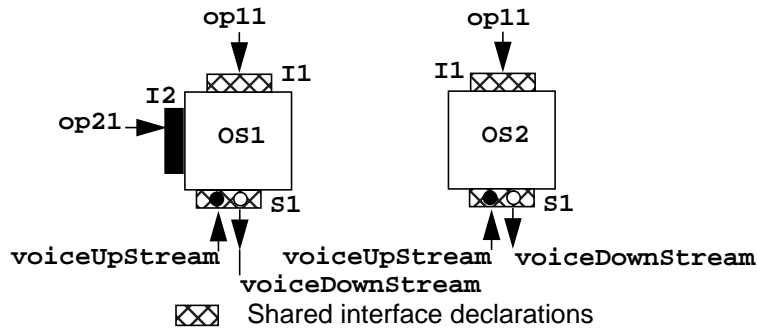 op11
op11
I1
I1
I2
op21
OS1
OS2
S1
S1
voiceUpStream
voiceUpStream
voiceDownStream
voiceDownStream
Shared interface declarations